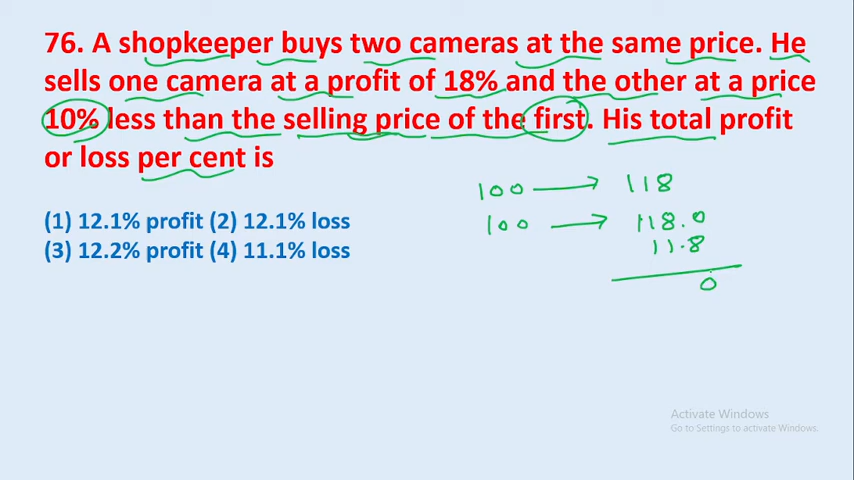 76. A shopkeeper buys two cameras at the same price. He
sells one camera at a profit of 18% and the other at a price
10% less than the selling price of the first. His total profit
or loss per cent is
100 → 118
(1) 12.1% profit (2) 12.1% loss
100 → 118.0
(3) 12.2% profit (4) 11.1% loss
11.8
0
Activate Windows
Go to Settings to activate Windows.